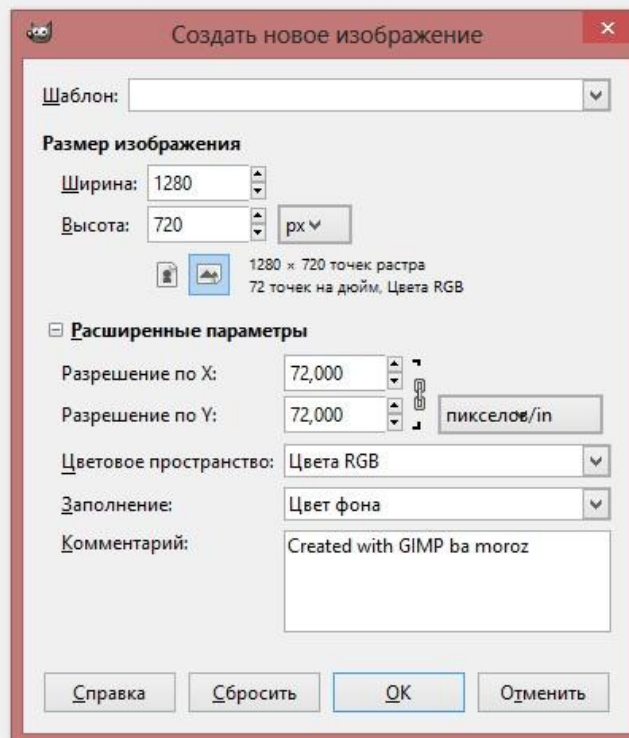 Создать новое изображение
Шаблон:
Размер изображения
Ширина: 1280
Высота: 720 px
1280 × 720 точек растра
72 точек на дюйм, Цвета RGB
Расширенные параметры
Разрешение по X: 72,000
Разрешение по Y: 72,000 пикселов/in
Цветовое пространство: Цвета RGB
Заполнение: Цвет фона
Комментарий: Created with GIMP ba moroz
Справка Сбросить OK Отменить